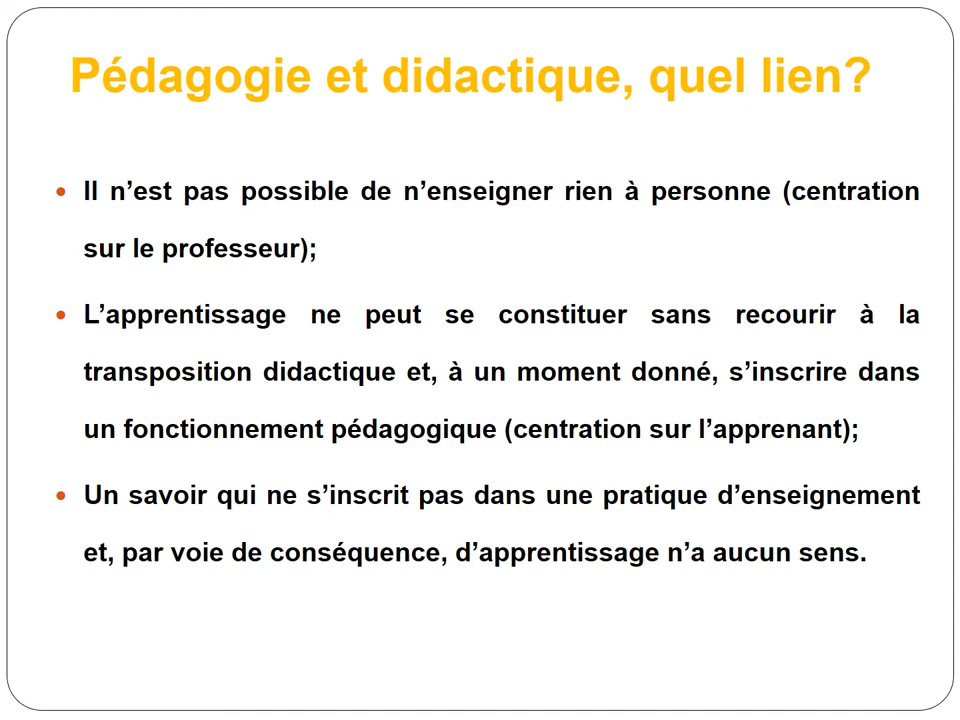 Pédagogie et didactique, quel lien?
• Il n’est pas possible de n’enseigner rien à personne (centration
sur le professeur);
• L’apprentissage ne peut se constituer sans recourir à la
transposition didactique et, à un moment donné, s’inscrire dans
un fonctionnement pédagogique (centration sur l’apprenant);
• Un savoir qui ne s’inscrit pas dans une pratique d’enseignement
et, par voie de conséquence, d’apprentissage n’a aucun sens.